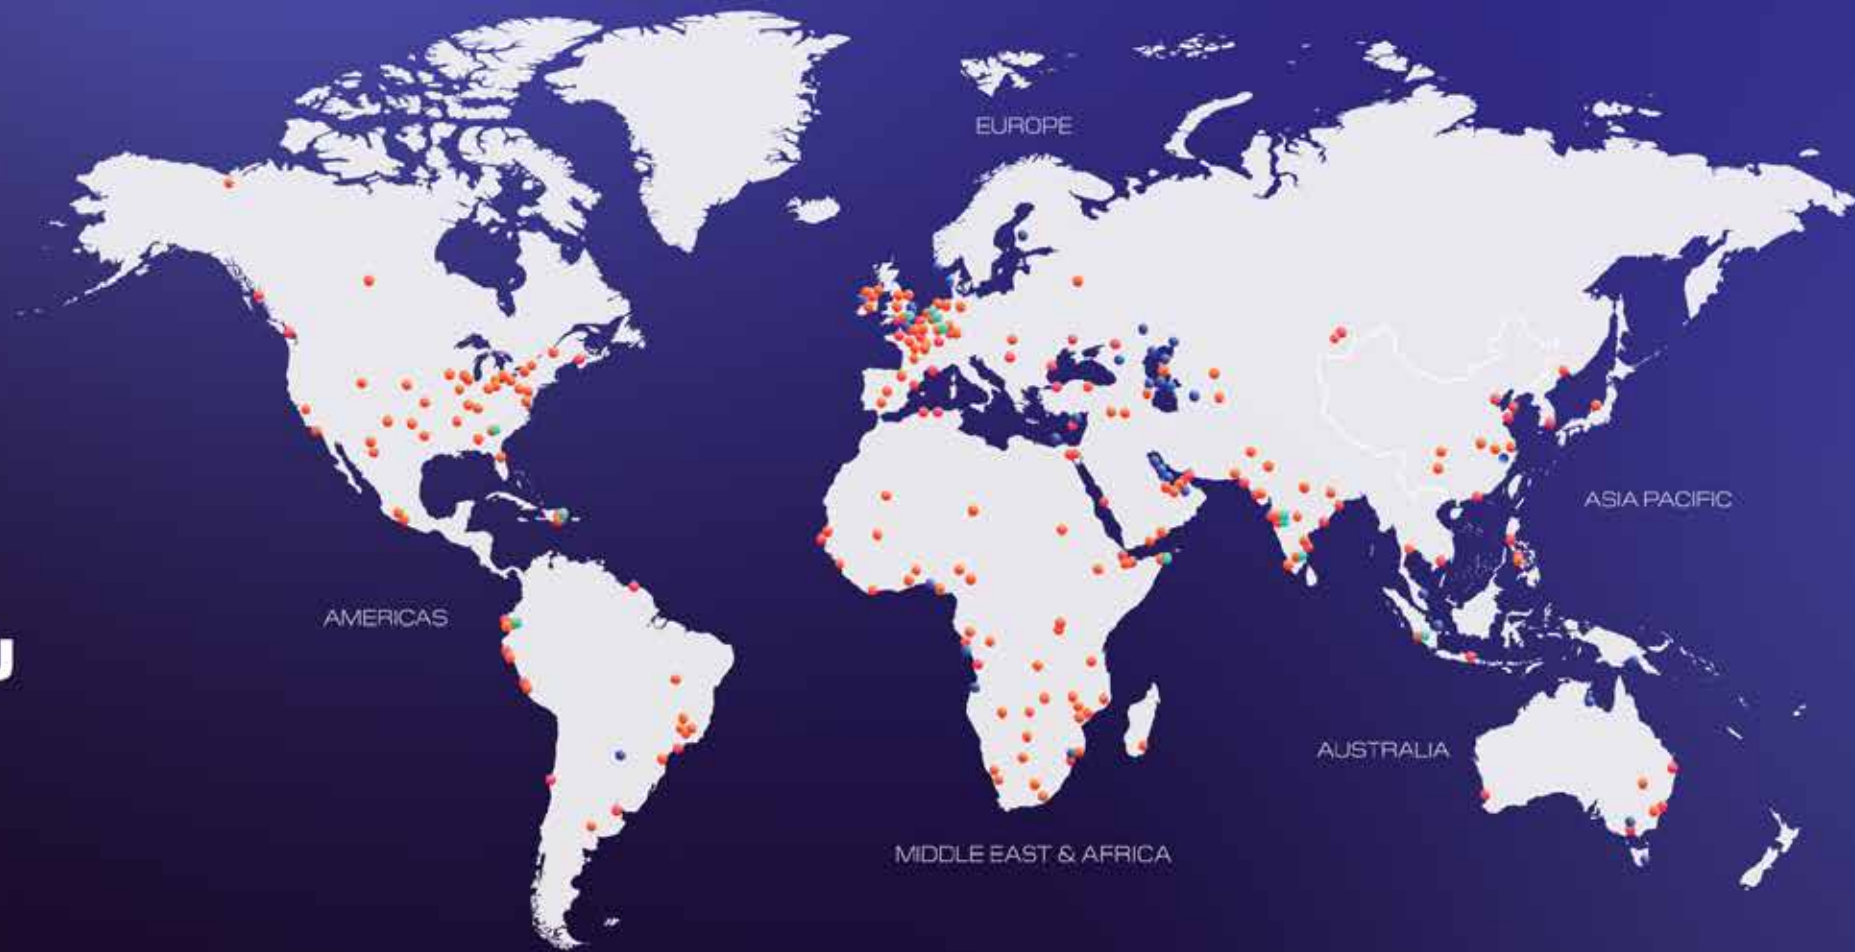 EUROPE
ASIA PACIFIC
AMERICAS
AUSTRALIA
MIDDLE EAST & AFRICA